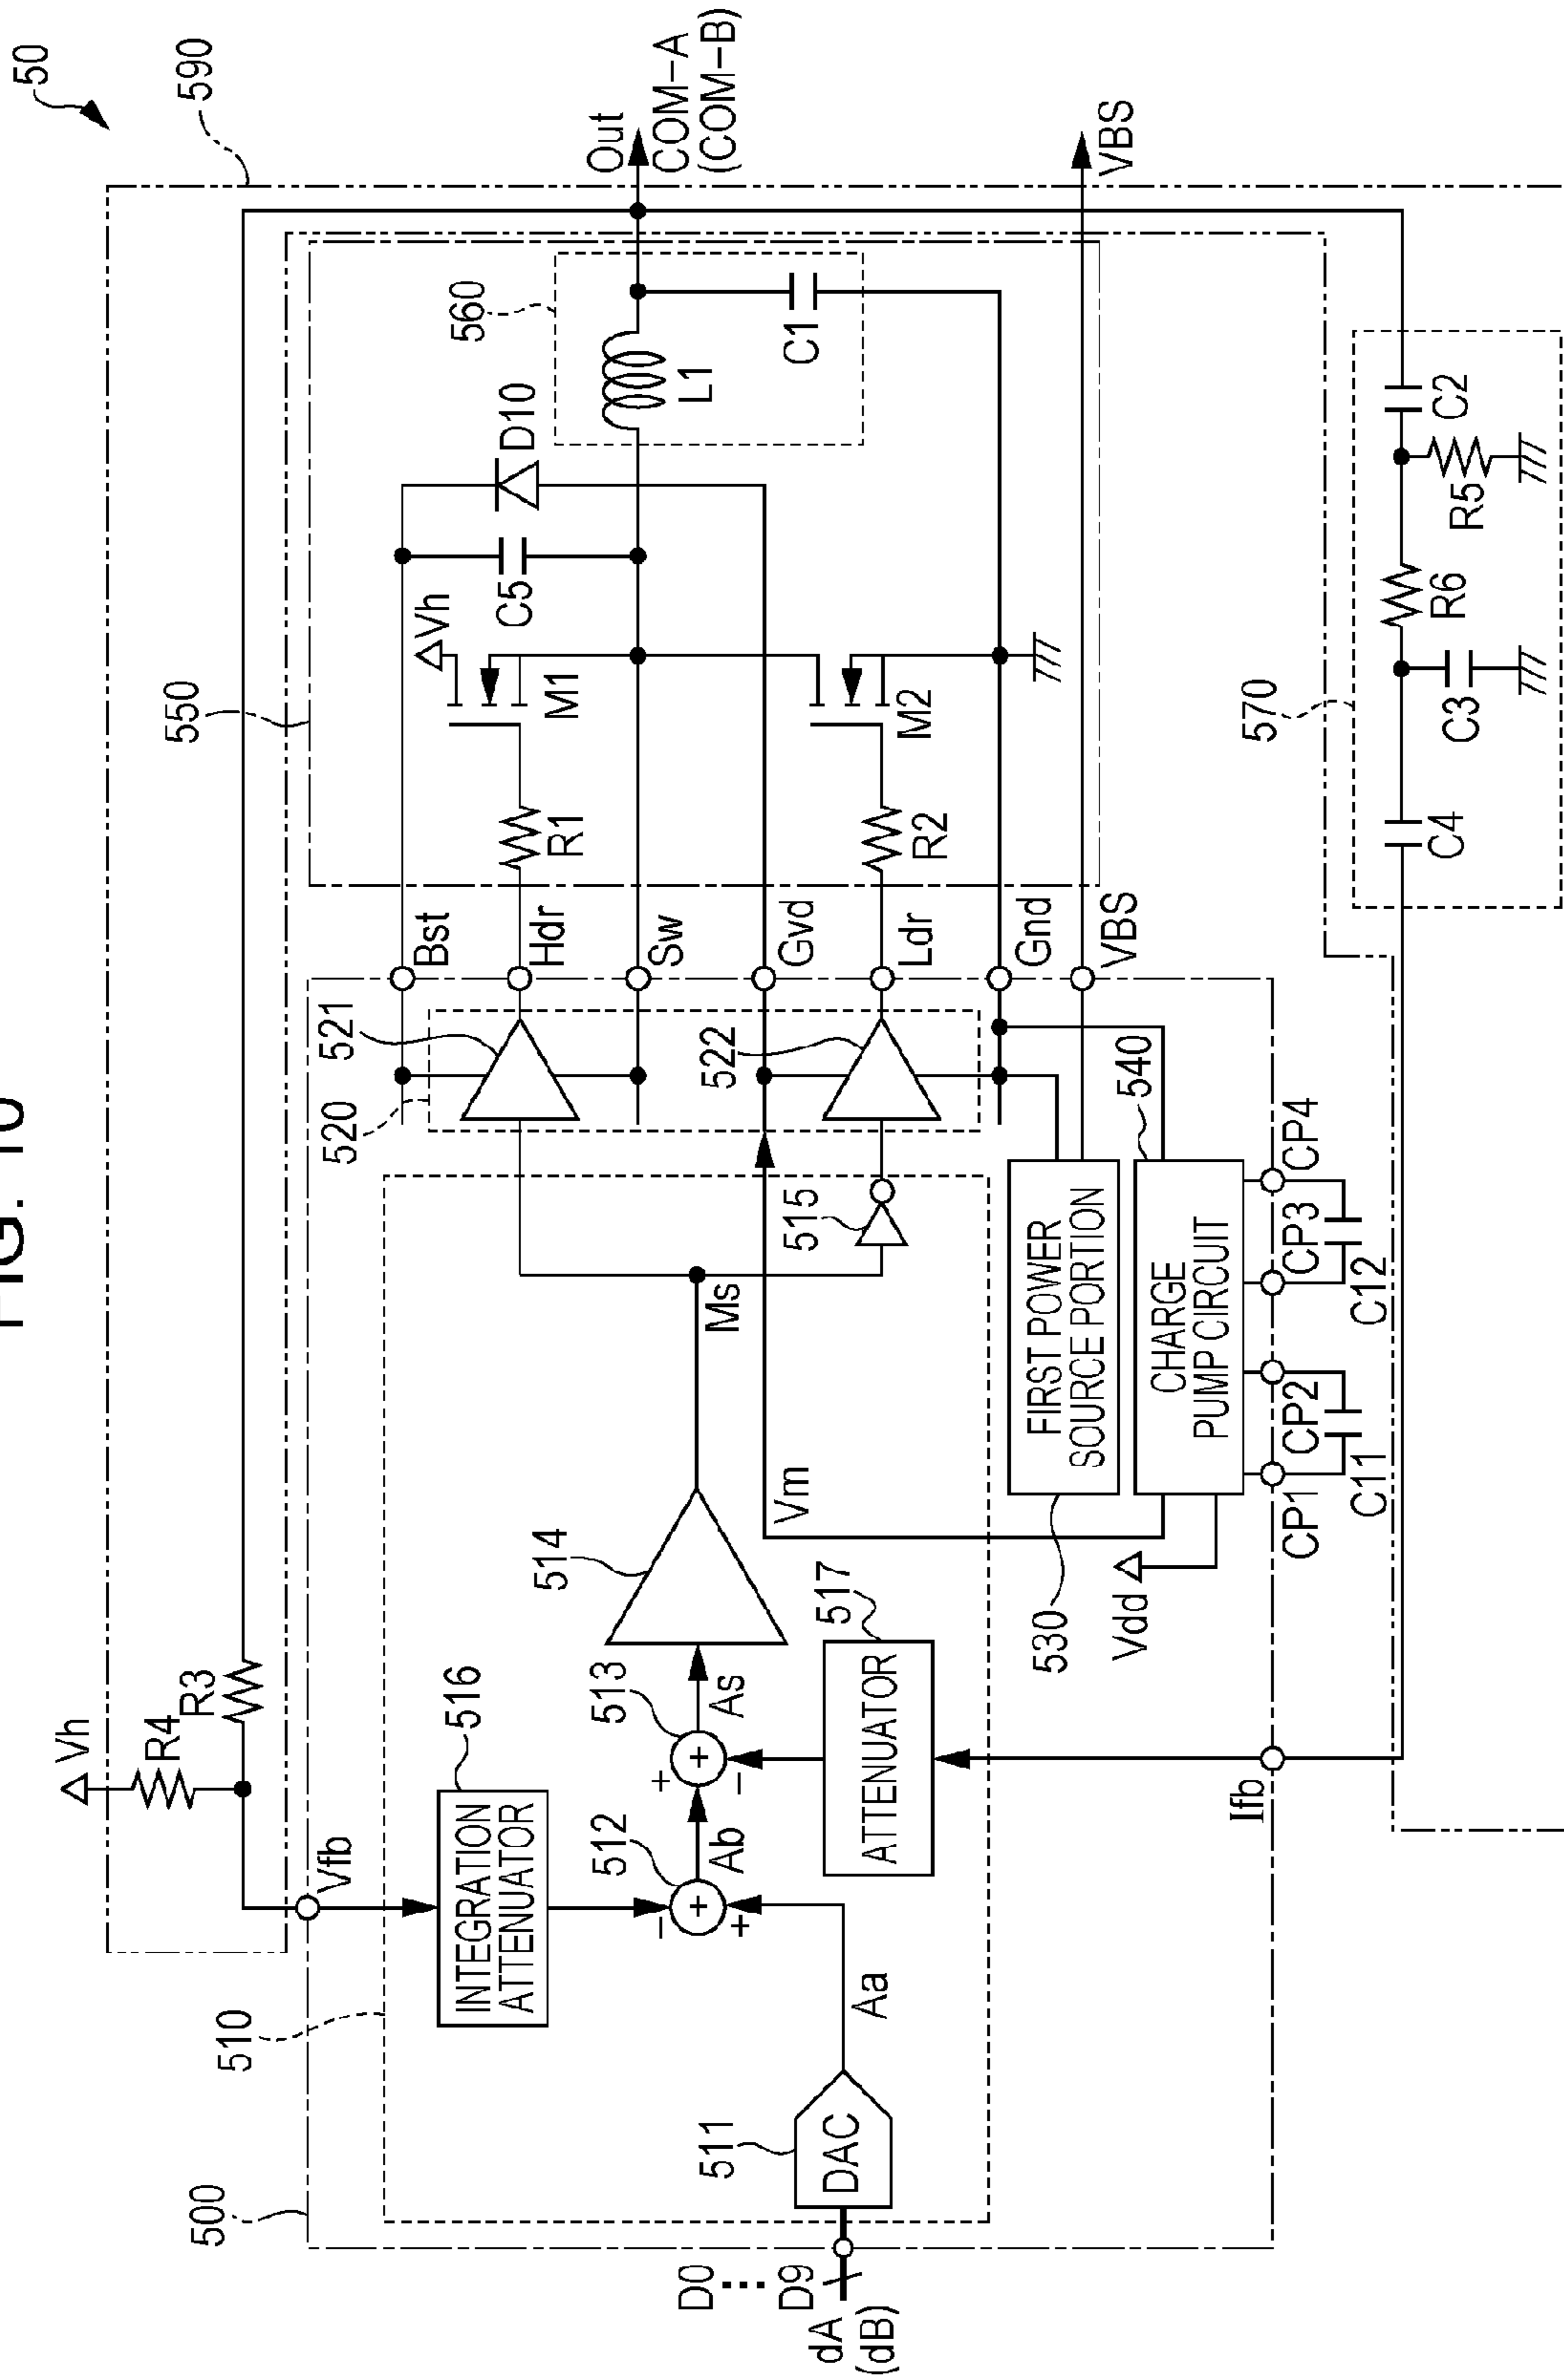 FIG. 10
50
590
Vh
R4
R3
Vfb
510
500
516
INTEGRATION
ATTENUATOR
512
513
514
Ab
As
Aa
511
DAC
D0
...
D9
dA
(dB)
517
ATTENUATOR
Ms
515
Vm
520
521
522
Bst
Hdr
Sw
Gvd
Ldr
Gnd
VBS
550
R1
R2
M1
M2
Vh
C5
D10
560
L1
C1
Out
COM-A
(COM-B)
VBS
530
FIRST POWER
SOURCE PORTION
540
CHARGE
PUMP CIRCUIT
Vdd
CP1
CP2
CP3
CP4
C11
C12
Ifb
570
C4
C3
R6
R5
C2